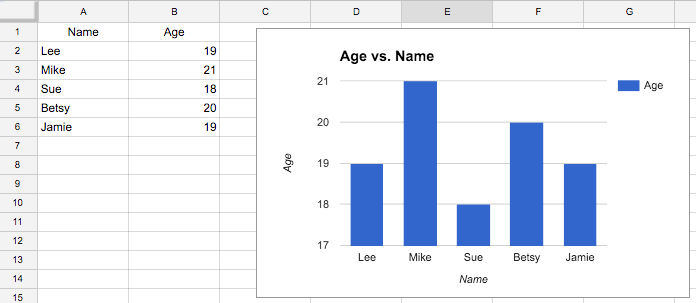 A B C D E F G
1 Name Age
2 Lee 19
3 Mike 21
4 Sue 18
5 Betsy 20
6 Jamie 19
7
8
9
10
11
12
13
14
15
Age vs. Name
Age
21
20
19
18
17
Age
Lee Mike Sue Betsy Jamie
Name